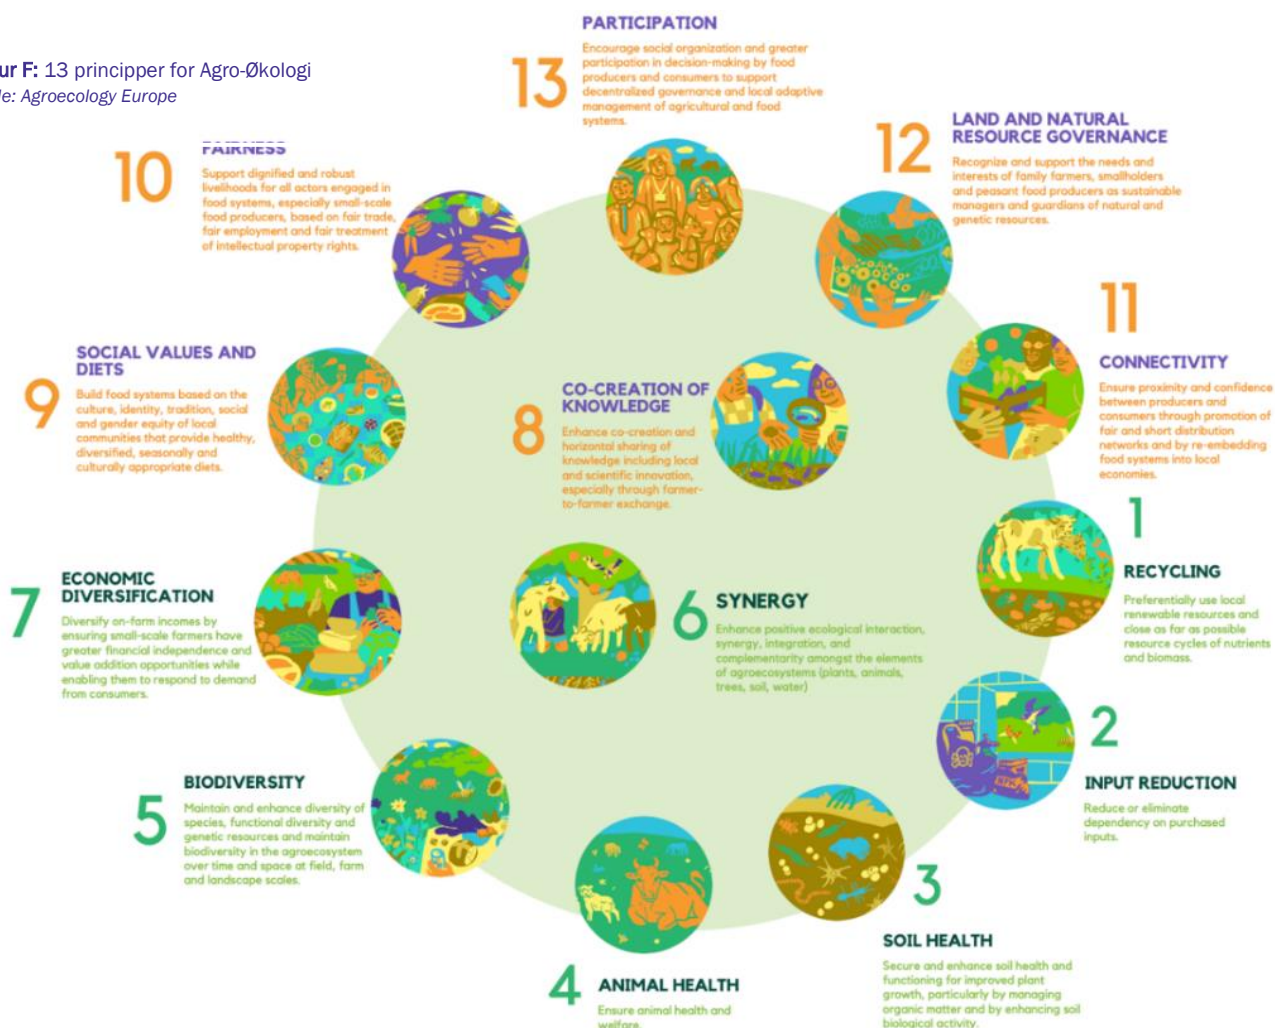 ur F: 13 principper for Agro-Økologi
le: Agroecology Europe
13
PARTICIPATION
Encourage social organization and greater
participation in decision-making by food
producers and consumers to support
decentralized governance and local adaptive
management of agricultural and food
systems.
12
LAND AND NATURAL
RESOURCE GOVERNANCE
Recognize and support the needs and
interests of family farmers, smallholders
and peasant food producers as sustainable
managers and guardians of natural and
genetic resources.
10
FAIRNESS
Support dignified and robust
livelihoods for all actors engaged in
food systems, especially small-scale
food producers, based on fair trade,
fair employment and fair treatment
of intellectual property rights.
11
CONNECTIVITY
Ensure proximity and confidence
between producers and
consumers through promotion of
fair and short distribution
networks and by re-embedding
food systems into local
economies.
9
SOCIAL VALUES AND
DIETS
Build food systems based on the
culture, identity, tradition, social
and gender equity of local
communities that provide healthy,
diversified, seasonally and
culturally appropriate diets.
8
CO-CREATION OF
KNOWLEDGE
Enhance co-creation and
horizontal sharing of
knowledge including local
and scientific innovation,
especially through farmer-
to-farmer exchange.
1
RECYCLING
Preferentially use local
renewable resources and
close as far as possible
resource cycles of nutrients
and biomass.
7
ECONOMIC
DIVERSIFICATION
Diversify on-farm incomes by
ensuring small-scale farmers have
greater financial independence and
value addition opportunities while
enabling them to respond to demand
from consumers.
6
SYNERGY
Enhance positive ecological interaction,
synergy, integration, and
complementarity amongst the elements
of agroecosystems (plants, animals,
trees, soil, water)
2
INPUT REDUCTION
Reduce or eliminate
dependency on purchased
inputs.
5
BIODIVERSITY
Maintain and enhance diversity of
species, functional diversity and
genetic resources and maintain
biodiversity in the agroecosystem
over time and space at field, farm
and landscape scales.
3
SOIL HEALTH
Secure and enhance soil health and
functioning for improved plant
growth, particularly by managing
organic matter and by enhancing soil
biological activity.
4
ANIMAL HEALTH
Ensure animal health and
welfare.